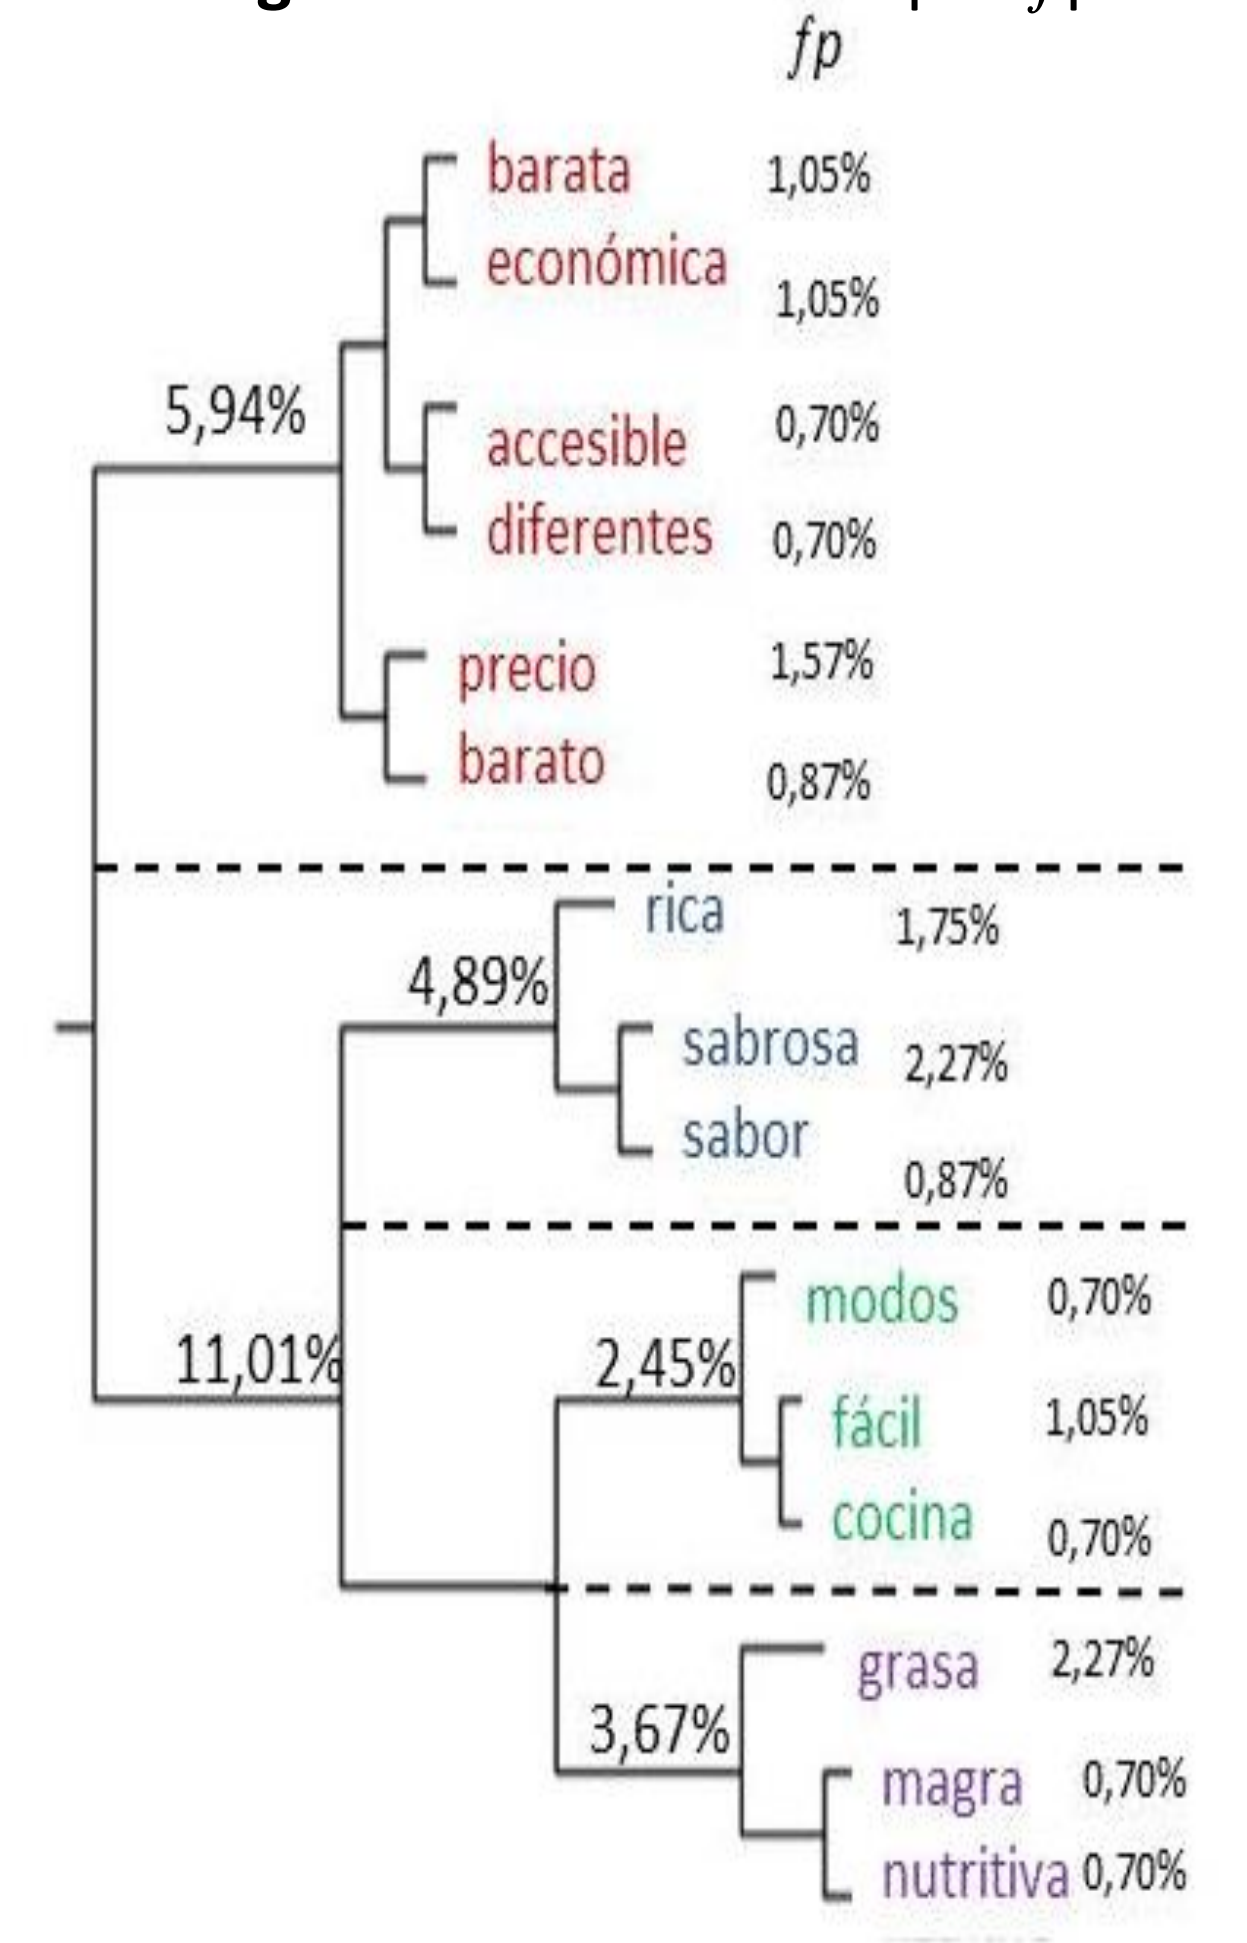 fp
barata 1,05%
económica 1,05%
5,94%
accesible 0,70%
diferentes 0,70%
precio 1,57%
barato 0,87%
rica 1,75%
4,89%
sabrosa 2,27%
sabor 0,87%
modos 0,70%
11,01%
2,45%
fácil 1,05%
cocina 0,70%
grasa 2,27%
3,67%
magra 0,70%
nutritiva 0,70%